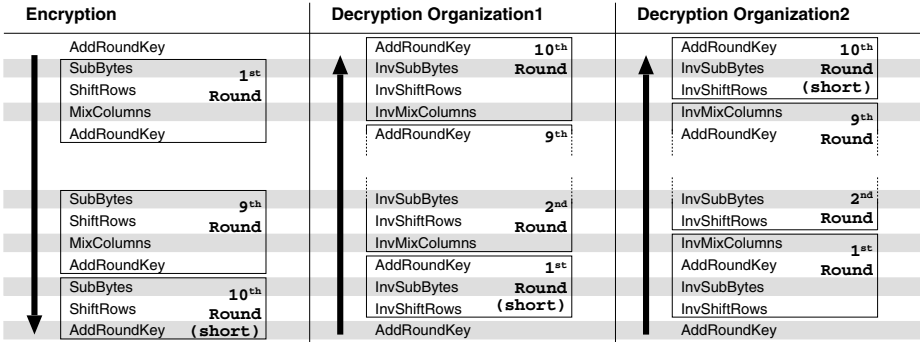 Encryption Decryption Organization1 Decryption Organization2
AddRoundKey AddRoundKey 10th AddRoundKey 10th
SubBytes 1st InvSubBytes Round InvSubBytes Round
ShiftRows Round InvShiftRows InvShiftRows (short)
MixColumns InvMixColumns InvMixColumns 9th
AddRoundKey AddRoundKey 9th AddRoundKey Round
SubBytes 9th InvSubBytes 2nd InvSubBytes 2nd
ShiftRows Round InvShiftRows Round InvShiftRows Round
MixColumns InvMixColumns InvMixColumns 1st
AddRoundKey AddRoundKey 1st AddRoundKey Round
SubBytes 10th InvSubBytes Round InvSubBytes
ShiftRows Round InvShiftRows (short) InvShiftRows
AddRoundKey (short) AddRoundKey AddRoundKey